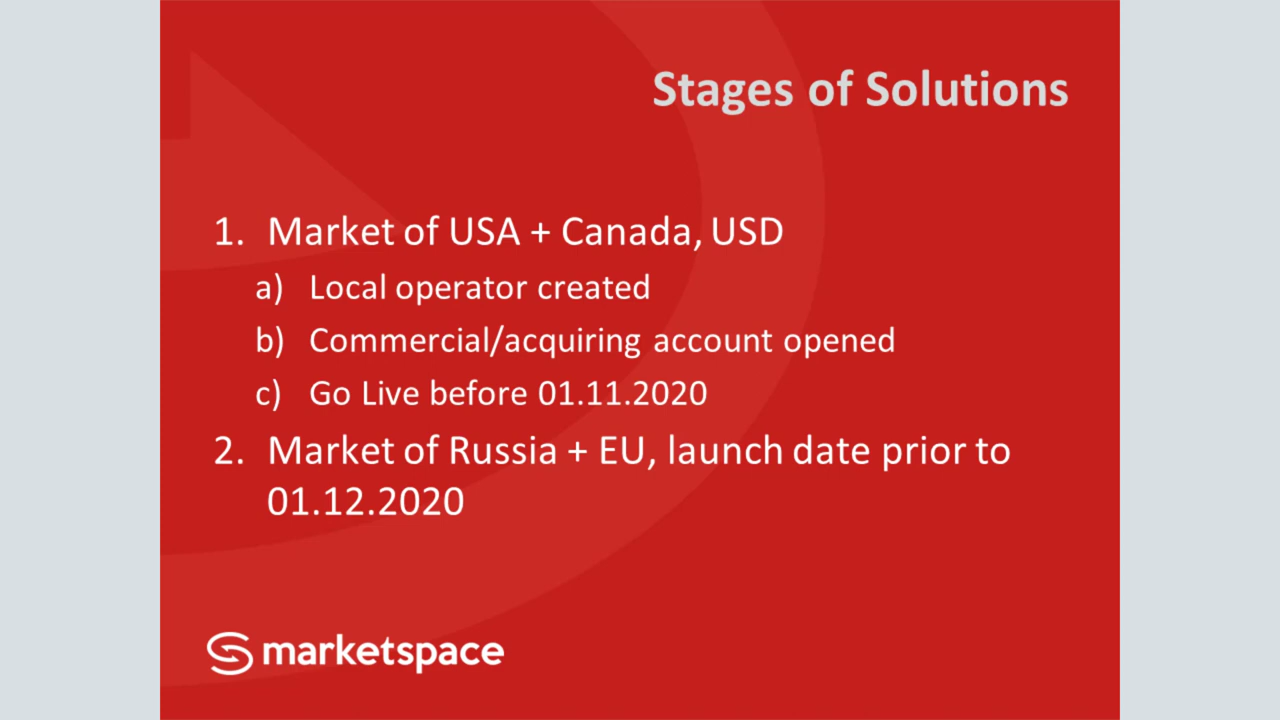 Stages of Solutions
1. Market of USA + Canada, USD
a) Local operator created
b) Commercial/acquiring account opened
c) Go Live before 01.11.2020
2. Market of Russia + EU, launch date prior to
01.12.2020
marketspace